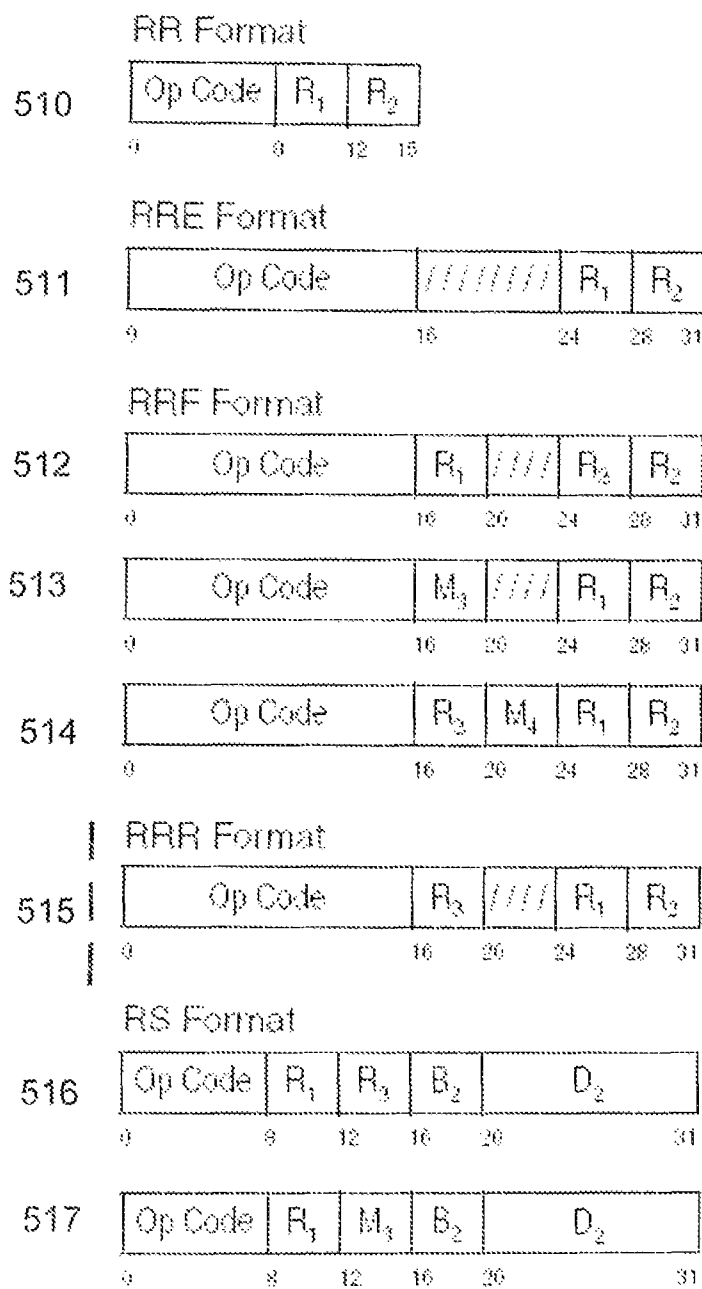 RR Format
510 Op Code R₁ R₂
0 8 12 15
RRE Format
511 Op Code //////// R₁ R₂
0 16 24 28 31
RRF Format
512 Op Code R₁ //// R₃ R₂
0 16 20 24 28 31
513 Op Code M₃ //// R₁ R₂
0 16 20 24 28 31
514 Op Code R₃ M₄ R₁ R₂
0 16 20 24 28 31
RRR Format
515 Op Code R₃ //// R₁ R₂
0 16 20 24 28 31
RS Format
516 Op Code R₁ R₃ B₂ D₂
0 8 12 16 20 31
517 Op Code R₁ M₃ B₂ D₂
0 8 12 16 20 31